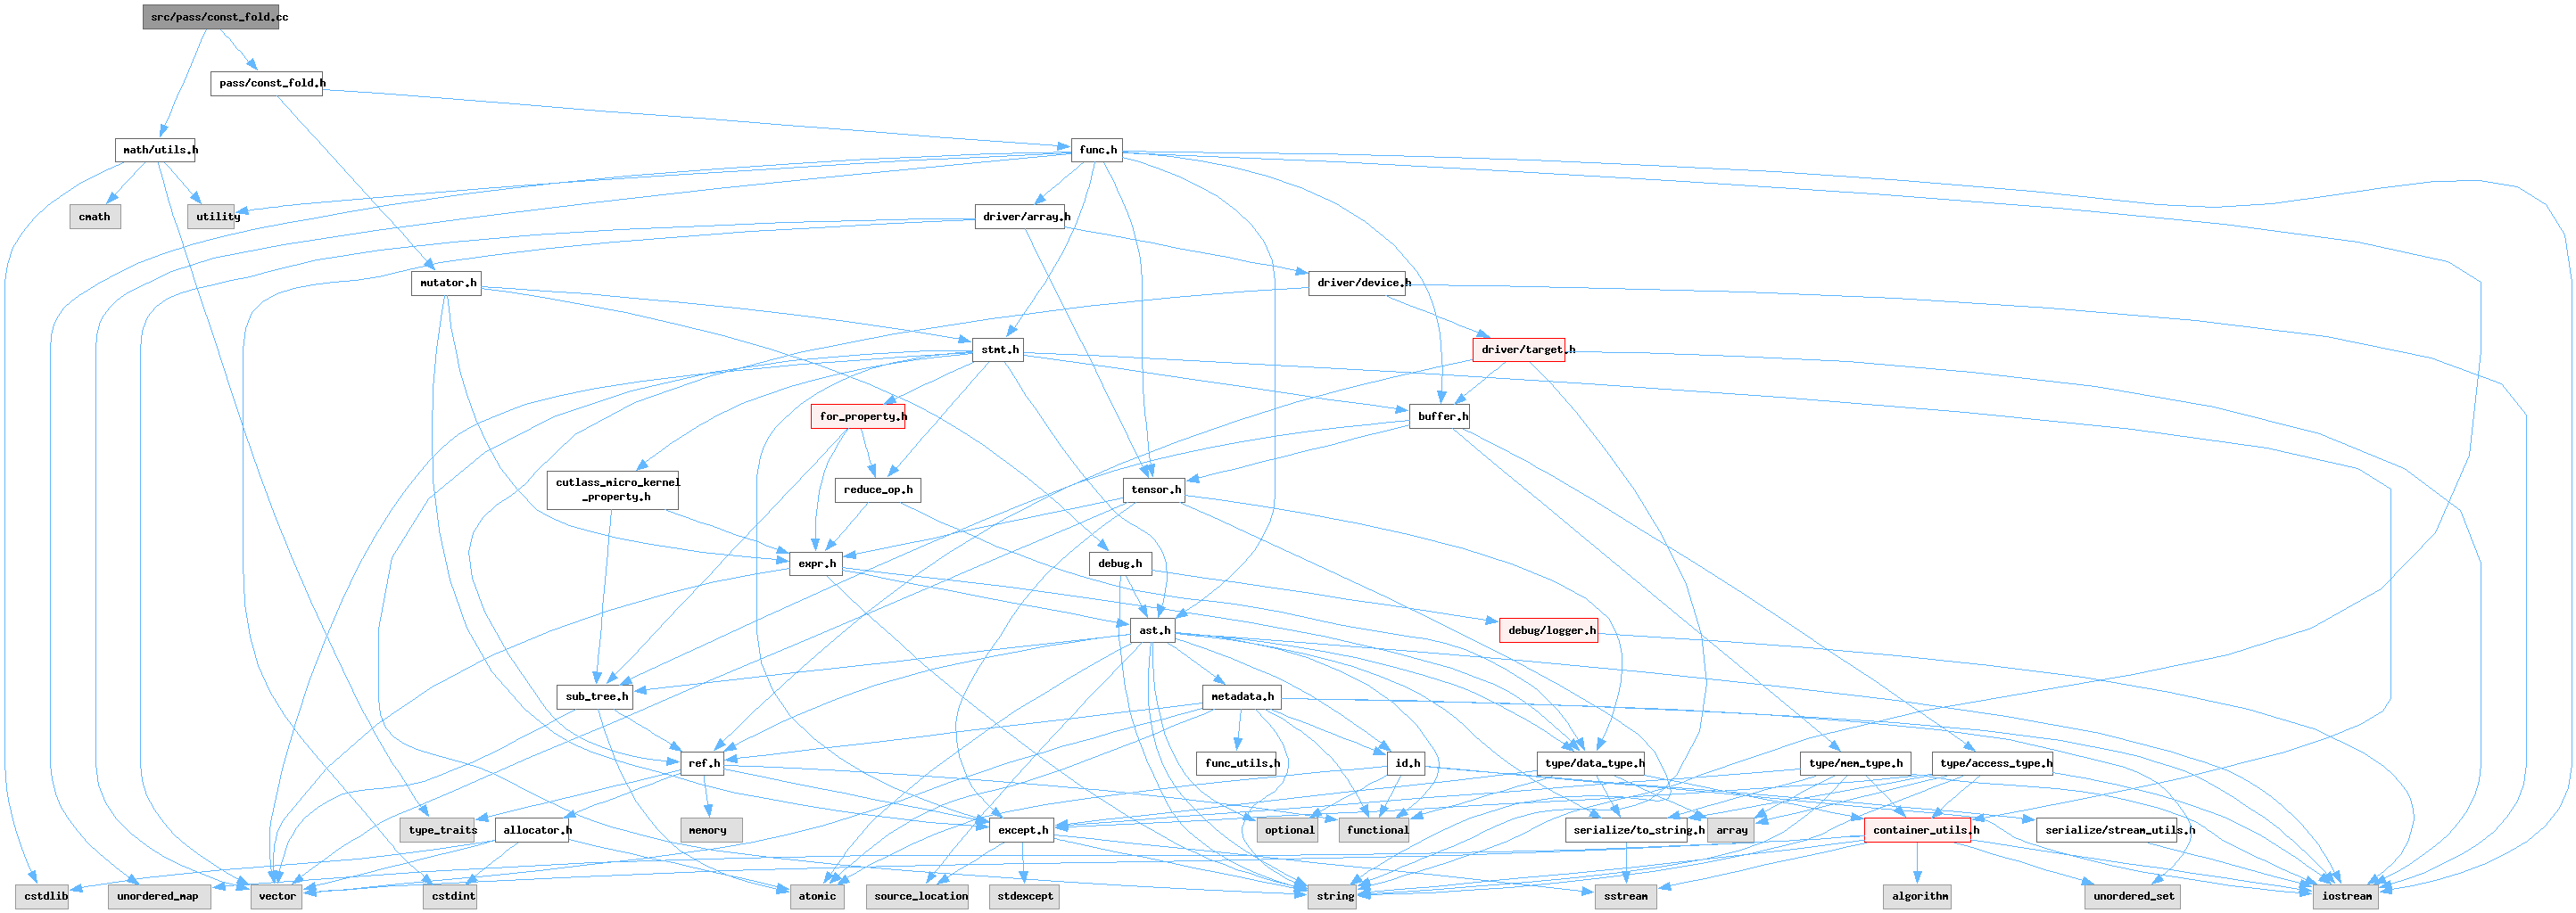 src/pass/const_fold.cc
pass/const_fold.h
math/utils.h
func.h
cmath
utility
driver/array.h
mutator.h
driver/device.h
stmt.h
driver/target.h
for_property.h
buffer.h
cutlass_micro_kernel
_property.h
reduce_op.h
tensor.h
expr.h
debug.h
ast.h
debug/logger.h
sub_tree.h
metadata.h
ref.h
func_utils.h
id.h
type/data_type.h
type/mem_type.h
type/access_type.h
type_traits
allocator.h
memory
except.h
optional
functional
serialize/to_string.h
array
container_utils.h
serialize/stream_utils.h
cstdlib
unordered_map
vector
cstdint
atomic
source_location
stdexcept
string
sstream
algorithm
unordered_set
iostream